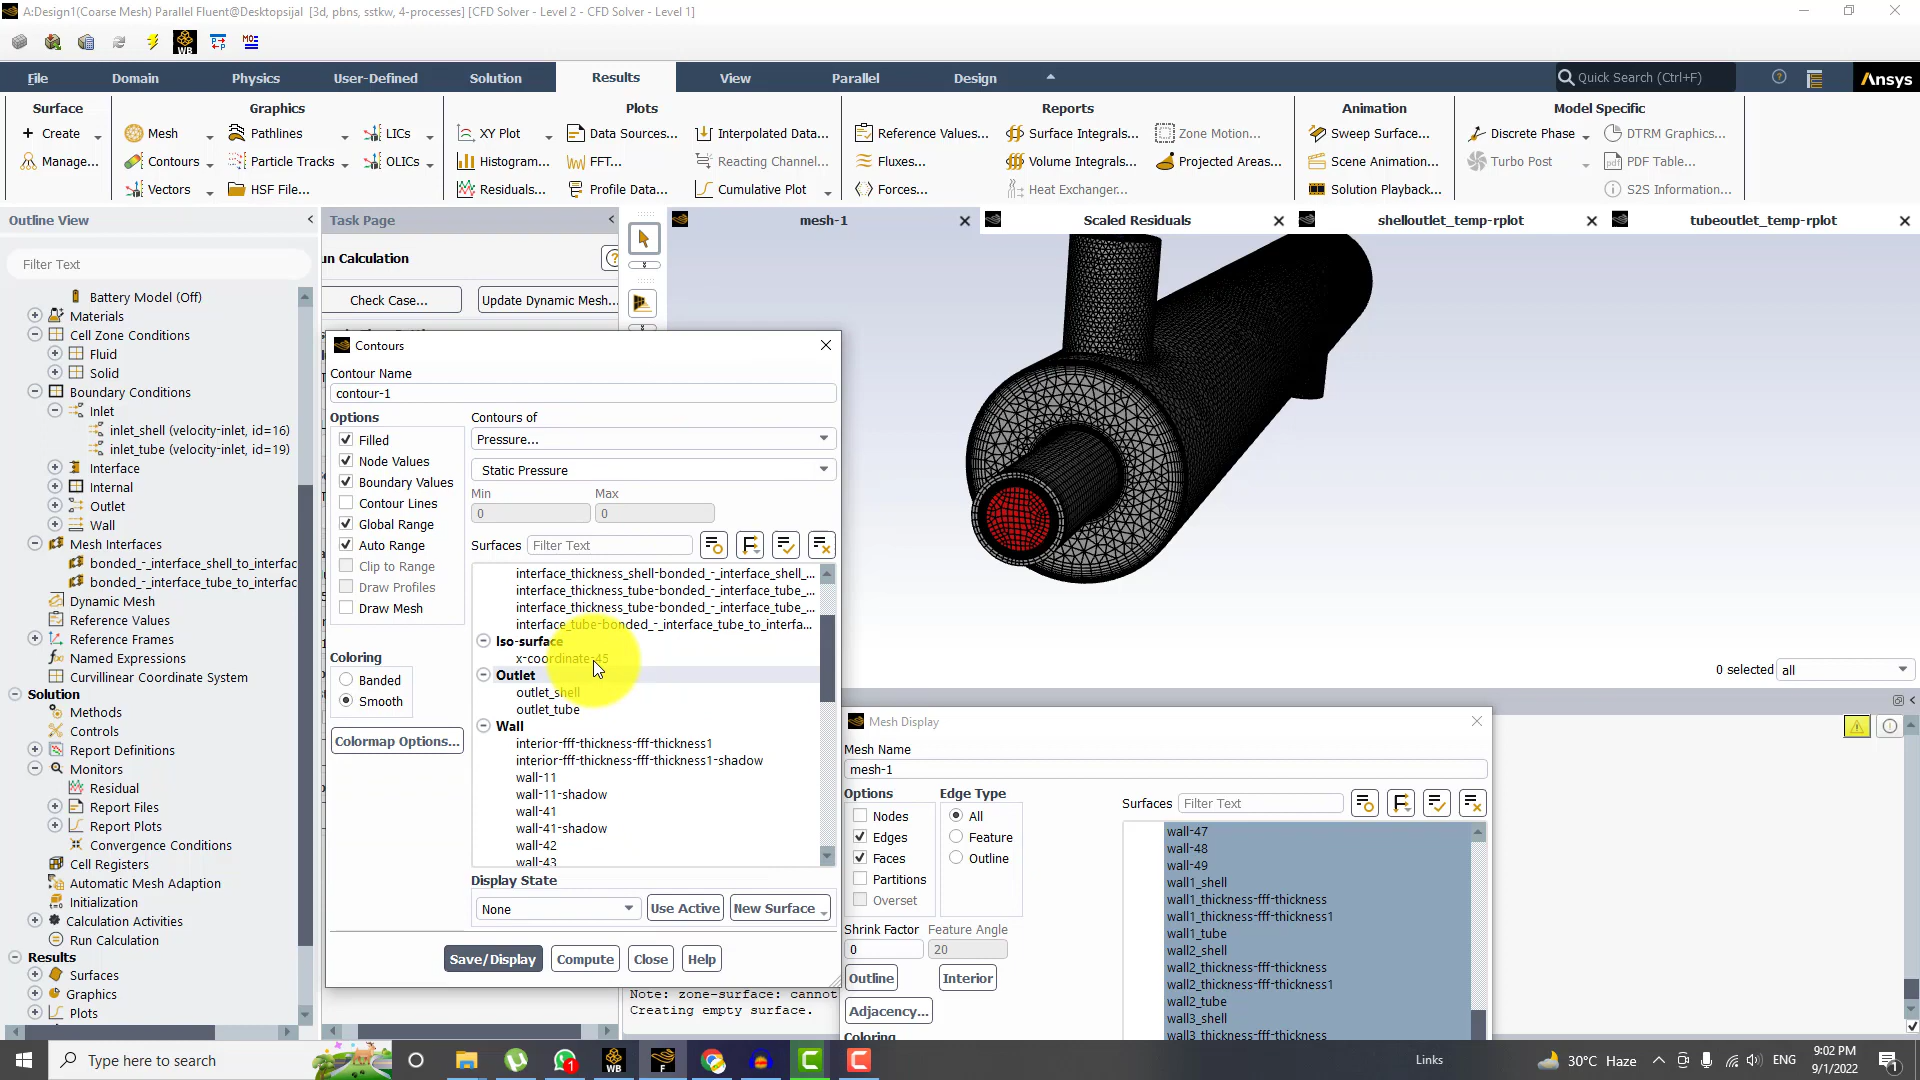 A:Design1(Coarse Mesh) Parallel Fluent@Desktopsijal [3d, pbns, sstkw, 4-processes] [CFD Solver - Level 2 - CFD Solver - Level 1]
WB
File Domain Physics User-Defined Solution Results View Parallel Design Quick Search (Ctrl+F) Ansys
Surface Graphics Plots Reports Animation Model Specific
Create Mesh Pathlines LICs XY Plot Data Sources... Interpolated Data... Reference Values... Surface Integrals... Zone Motion... Sweep Surface... Discrete Phase DTRM Graphics...
Manage... Contours Particle Tracks OLICs Histogram... FFT... Reacting Channel... Fluxes... Volume Integrals... Projected Areas... Scene Animation... Turbo Post PDF Table...
Vectors HSF File... Residuals... Profile Data... Cumulative Plot Forces... Heat Exchanger... Solution Playback... S2S Information...
Outline View
Filter Text
Battery Model (Off)
Materials
Cell Zone Conditions
Fluid
Solid
Boundary Conditions
Inlet
inlet_shell (velocity-inlet, id=16)
inlet_tube (velocity-inlet, id=19)
Interface
Internal
Outlet
Wall
Mesh Interfaces
bonded_-_interface_shell_to_interfac
bonded_-_interface_tube_to_interfac
Dynamic Mesh
Reference Values
Reference Frames
Named Expressions
Curvilinear Coordinate System
Solution
Methods
Controls
Report Definitions
Monitors
Residual
Report Files
Report Plots
Convergence Conditions
Cell Registers
Automatic Mesh Adaption
Initialization
Calculation Activities
Run Calculation
Results
Surfaces
Graphics
Plots
Task Page
un Calculation
Check Case... Update Dynamic Mesh...
mesh-1 Scaled Residuals shelloutlet_temp-rplot tubeoutlet_temp-rplot
Contours
Contour Name
contour-1
Options
Filled
Node Values
Boundary Values
Contour Lines
Global Range
Auto Range
Clip to Range
Draw Profiles
Draw Mesh
Coloring
Banded
Smooth
Colormap Options...
Contours of
Pressure...
Static Pressure
Min Max
0 0
Surfaces Filter Text
interface_thickness_shell-bonded_-_interface_shell_...
interface_thickness_tube-bonded_-_interface_tube_...
interface_thickness_tube-bonded_-_interface_tube_...
interface_tube-bonded_-_interface_tube_to_interfa...
Iso-surface
x-coordinate-45
Outlet
outlet_shell
outlet_tube
Wall
interior-fff-thickness-fff-thickness1
interior-fff-thickness-fff-thickness1-shadow
wall-11
wall-11-shadow
wall-41
wall-41-shadow
wall-42
wall-43
Display State
None Use Active New Surface
Save/Display Compute Close Help
Note: zone-surface: cannot
Creating empty surface.
0 selected all
Mesh Display
Mesh Name
mesh-1
Options
Nodes
Edges
Faces
Partitions
Overset
Edge Type
All
Feature
Outline
Shrink Factor Feature Angle
0 20
Outline Interior
Adjacency...
Coloring
Surfaces Filter Text
wall-47
wall-48
wall-49
wall1_shell
wall1_thickness-fff-thickness
wall1_thickness-fff-thickness1
wall1_tube
wall2_shell
wall2_thickness-fff-thickness
wall2_thickness-fff-thickness1
wall2_tube
wall3_shell
wall3_thickness-fff-thickness
Type here to search
Links 30°C Haze ENG 9:02 PM
9/1/2022